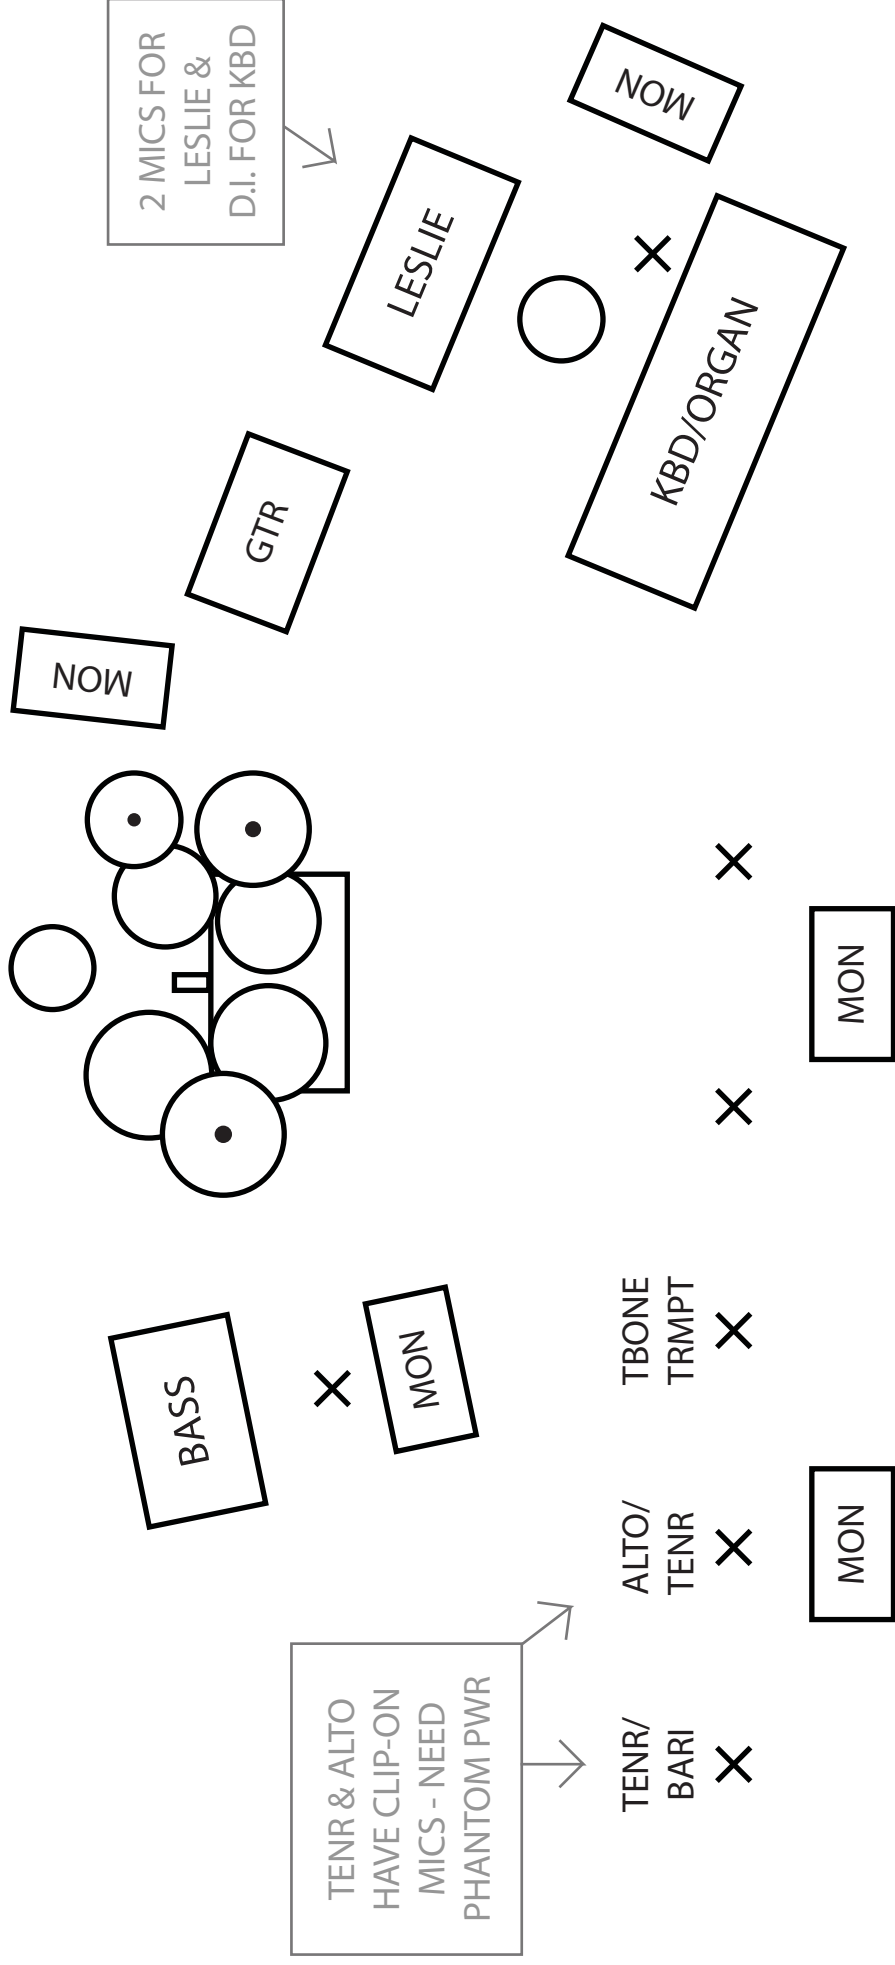 MON
2 MICS FOR
LESLIE &
D.I. FOR KBD
BASS
GTR
LESLIE
TENR & ALTO
HAVE CLIP-ON
MICS - NEED
PHANTOM PWR
MON
MON
KBD/ORGAN
TENR/
BARI
ALTO/
TENR
TBONE
TRMPT
MON
MON